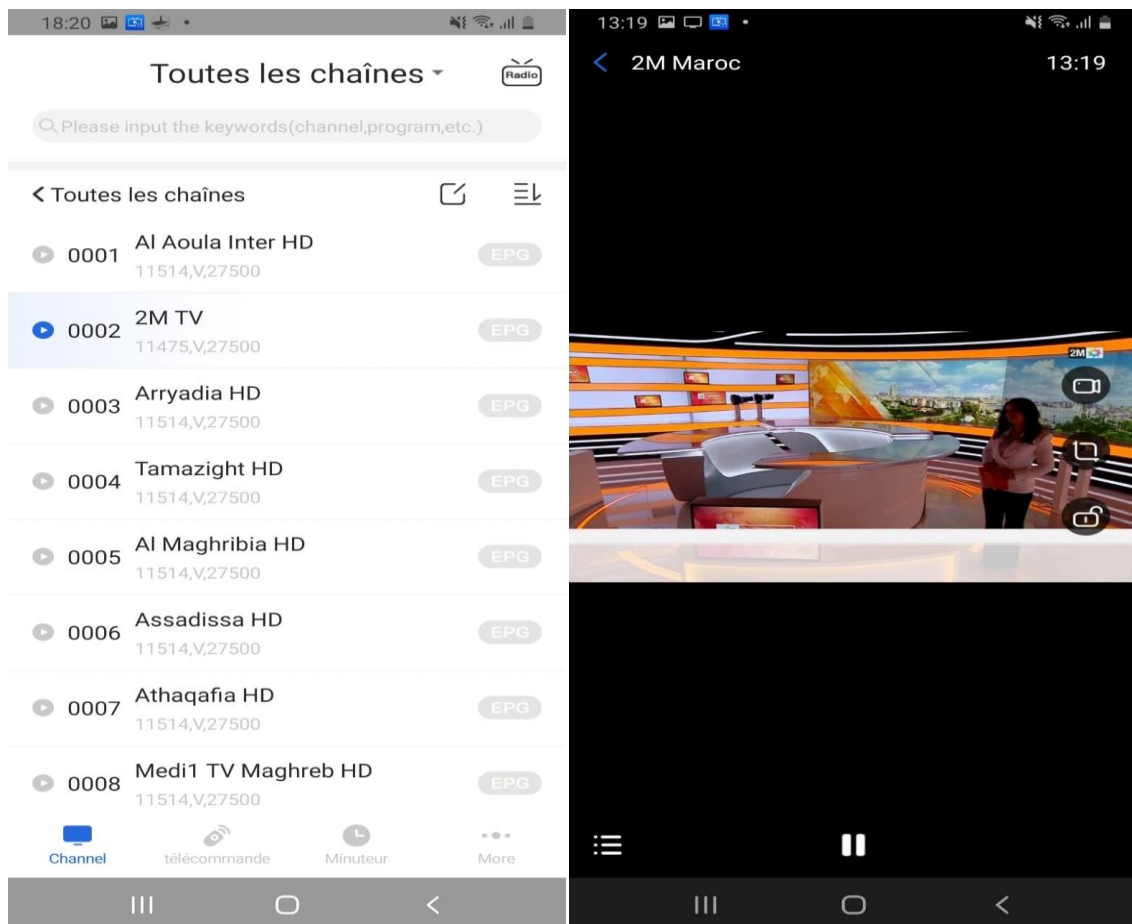 18:20
Toutes les chaînes
Radio
Please input the keywords(channel,program,etc.)
Toutes les chaînes
0001 Al Aoula Inter HD EPG
11514,V,27500
0002 2M TV EPG
11475,V,27500
0003 Arryadia HD EPG
11514,V,27500
0004 Tamazight HD EPG
11514,V,27500
0005 Al Maghribia HD EPG
11514,V,27500
0006 Assadissa HD EPG
11514,V,27500
0007 Athaqafia HD EPG
11514,V,27500
0008 Medi1 TV Maghreb HD EPG
11514,V,27500
Channel télécommande Minuteur More
13:19
2M Maroc 13:19
2M